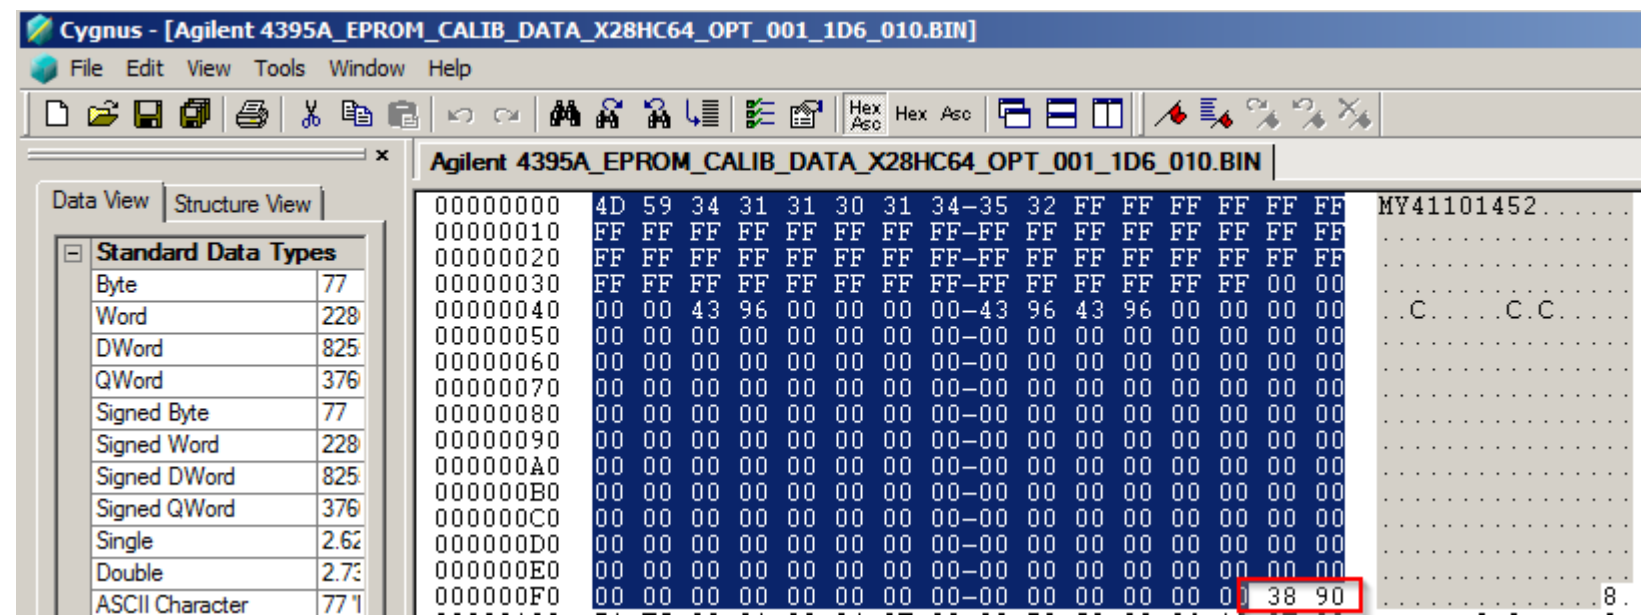 Cygnus - [Agilent 4395A_EPROM_CALIB_DATA_X28HC64_OPT_001_1D6_010.BIN]
File Edit View Tools Window Help
Hex Asc Hex Asc
Agilent 4395A_EPROM_CALIB_DATA_X28HC64_OPT_001_1D6_010.BIN
Data View Structure View
Standard Data Types
Byte 77
Word 228
DWord 825
QWord 376
Signed Byte 77
Signed Word 228
Signed DWord 825
Signed QWord 376
Single 2.62
Double 2.73
ASCII Character 77
00000000 4D 59 34 31 31 30 31 34-35 32 FF FF FF FF FF FF MY41101452......
00000010 FF FF FF FF FF FF FF FF-FF FF FF FF FF FF FF FF ................
00000020 FF FF FF FF FF FF FF FF-FF FF FF FF FF FF FF FF ................
00000030 FF FF FF FF FF FF FF FF-FF FF FF FF FF FF 00 00 ................
00000040 00 00 43 96 00 00 00 00-43 96 43 96 00 00 00 00 ..C.....C.C.....
00000050 00 00 00 00 00 00 00 00-00 00 00 00 00 00 00 00 ................
00000060 00 00 00 00 00 00 00 00-00 00 00 00 00 00 00 00 ................
00000070 00 00 00 00 00 00 00 00-00 00 00 00 00 00 00 00 ................
00000080 00 00 00 00 00 00 00 00-00 00 00 00 00 00 00 00 ................
00000090 00 00 00 00 00 00 00 00-00 00 00 00 00 00 00 00 ................
000000A0 00 00 00 00 00 00 00 00-00 00 00 00 00 00 00 00 ................
000000B0 00 00 00 00 00 00 00 00-00 00 00 00 00 00 00 00 ................
000000C0 00 00 00 00 00 00 00 00-00 00 00 00 00 00 00 00 ................
000000D0 00 00 00 00 00 00 00 00-00 00 00 00 00 00 00 00 ................
000000E0 00 00 00 00 00 00 00 00-00 00 00 00 00 00 00 00 ................
000000F0 00 00 00 00 00 00 00 00-00 00 00 00 00 00 38 90 ..............8.